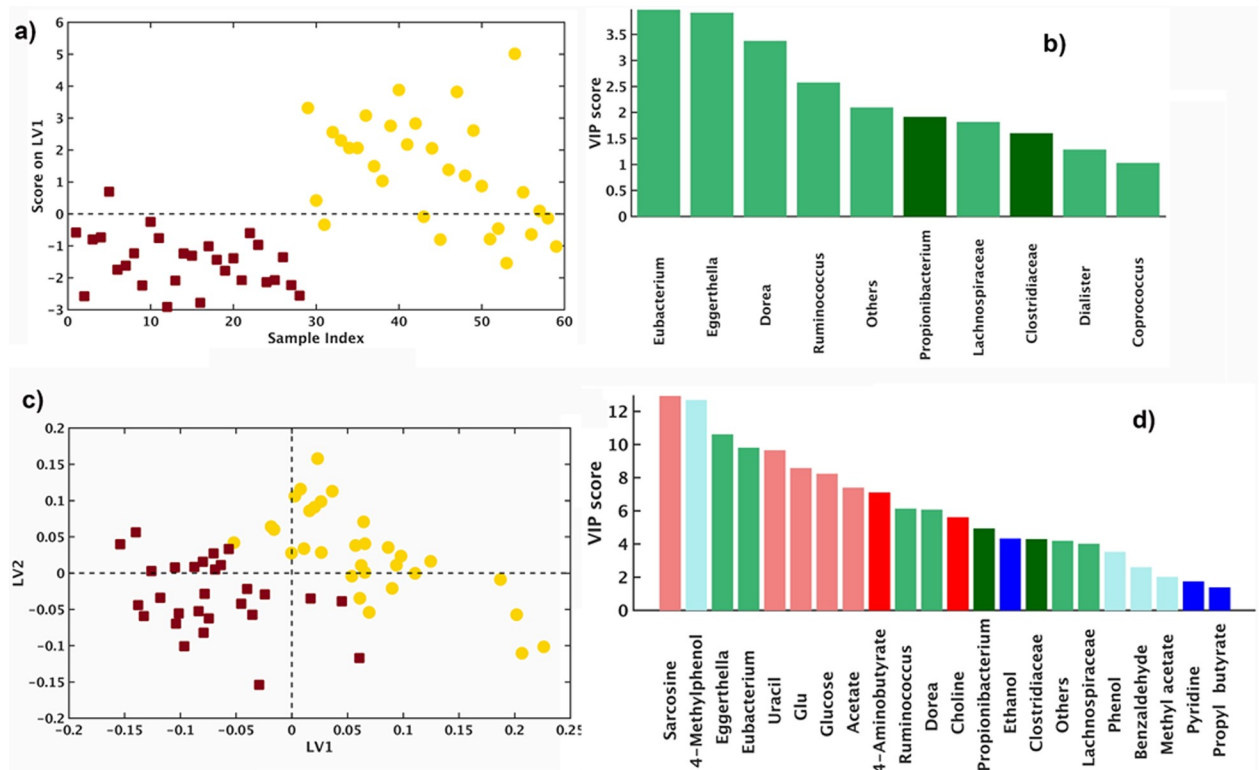 a)
6
5
4
3
2
1
0
-1
-2
-3
Score on LV1
0 10 20 30 40 50 60
Sample Index
b)
3.5
3
2.5
2
1.5
1
0.5
0
VIP score
Eubacterium
Eggerthella
Dorea
Ruminococcus
Others
Propionibacterium
Lachnospiraceae
Clostridiaceae
Dialister
Coprococcus
c)
0.2
0.15
0.1
0.05
0
-0.05
-0.1
-0.15
-0.2
LV2
-0.2 -0.15 -0.1 -0.05 0 0.05 0.1 0.15 0.2 0.25
LV1
d)
12
10
8
6
4
2
0
VIP score
Sarcosine
4-Methylphenol
Eggerthella
Eubacterium
Uracil
Glu
Glucose
Acetate
4-Aminobutyrate
Ruminococcus
Dorea
Choline
Propionibacterium
Ethanol
Clostridiaceae
Others
Lachnospiraceae
Phenol
Benzaldehyde
Methyl acetate
Pyridine
Propyl butyrate